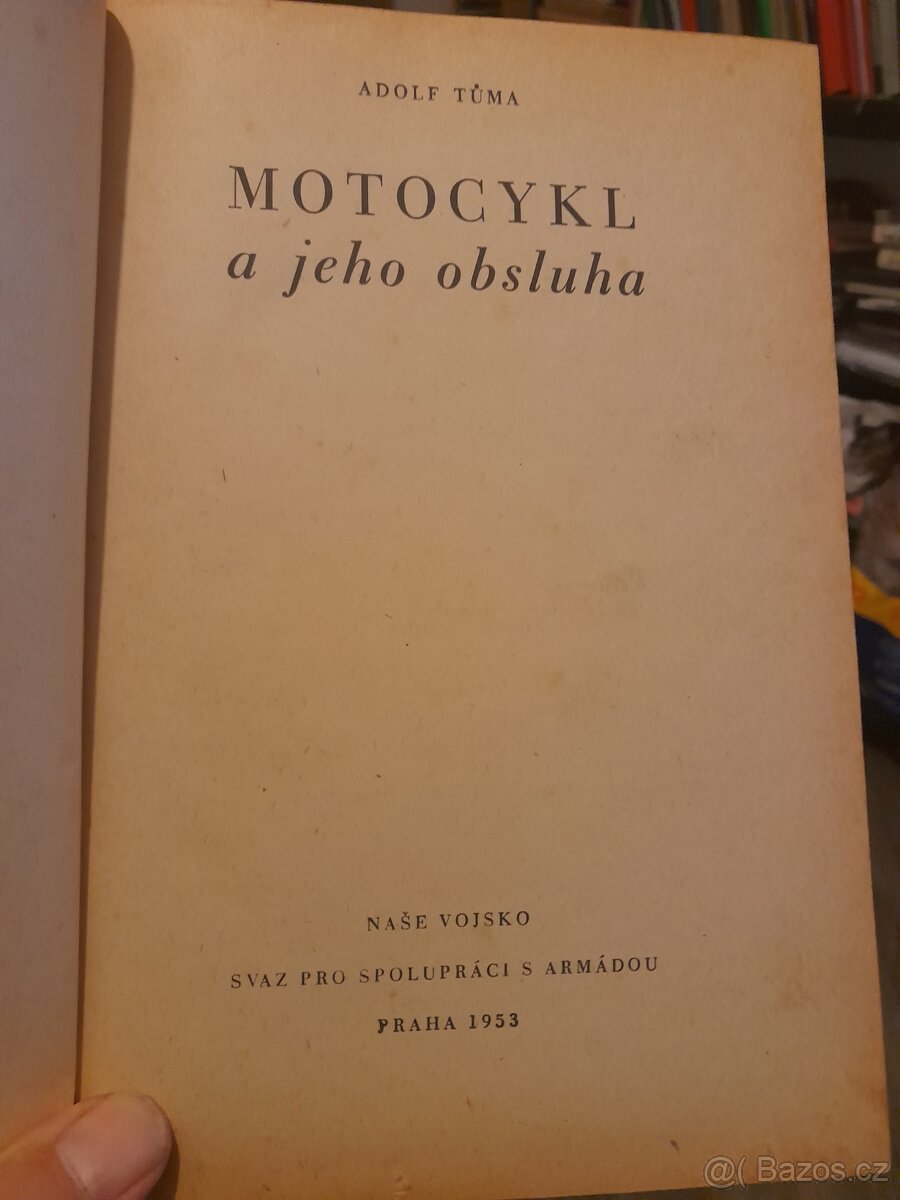 ADOLF TŮMA
MOTOCYKL
a jeho obsluha
NAŠE VOJSKO
SVAZ PRO SPOLUPRÁCI S ARMÁDOU
PRAHA 1953
@( Bazos.cz